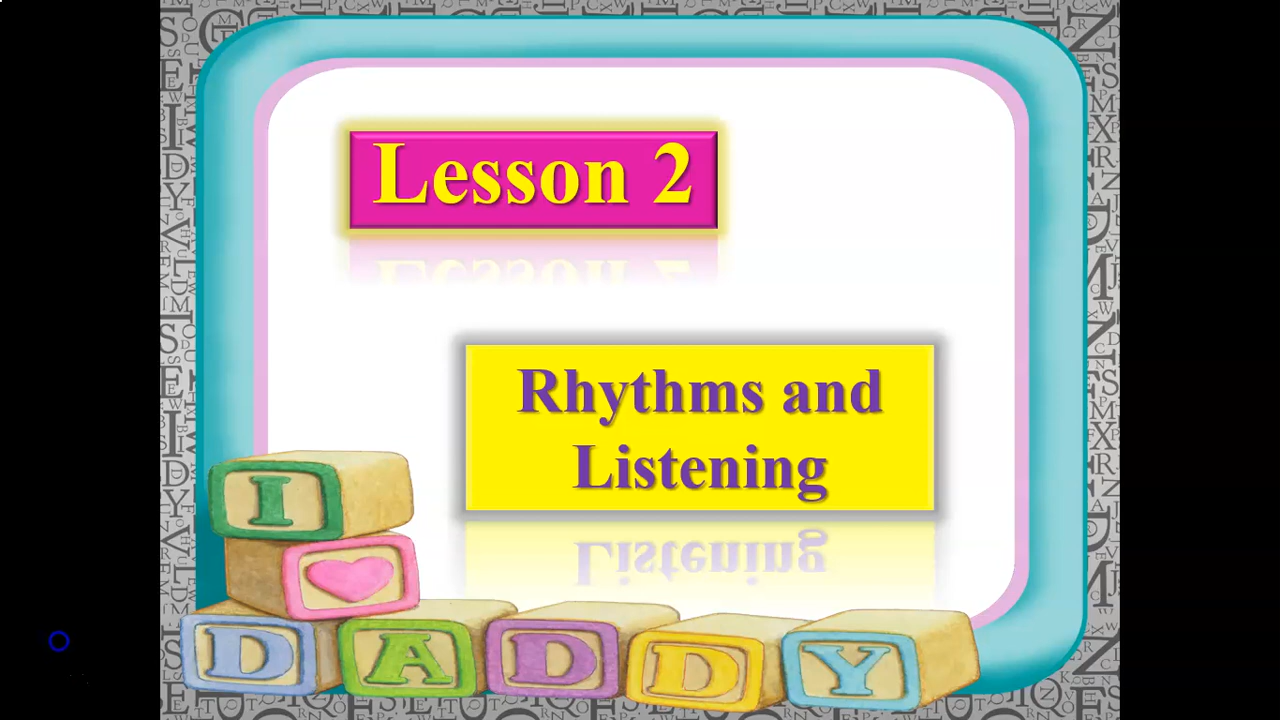 Lesson 2
Rhythms and
Listening
I
DADDY